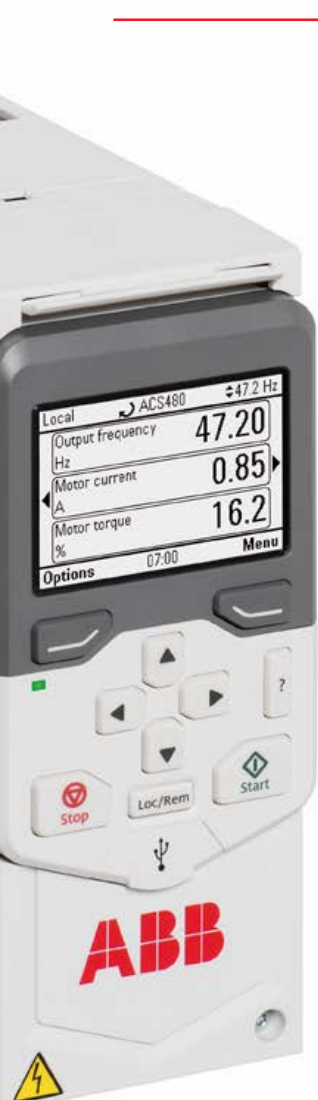 Local ACS480 47.2 Hz
Output frequency
Hz
47.20
Motor current
A
0.85
Motor torque
%
16.2
Options 07:00 Menu
?
Stop Loc/Rem Start
ABB